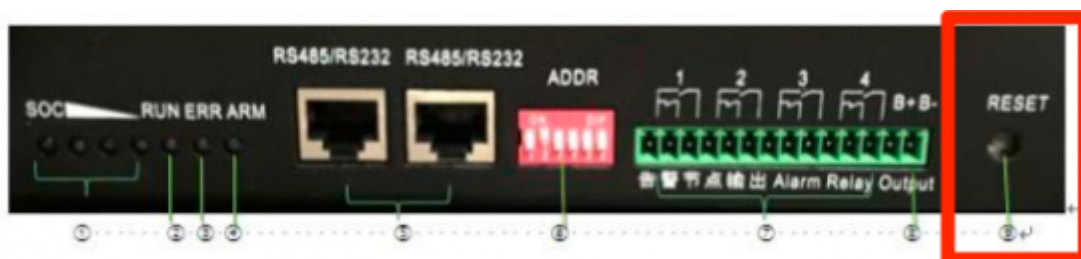 RS485/RS232 RS485/RS232
ADDR
1 2 3 4
B+ B-
RESET
SOC RUN ERR ARM
ON DIP
告警节点输出 Alarm Relay Output
① ② ③ ④ ⑤ ⑥ ⑦ ⑧ ⑨